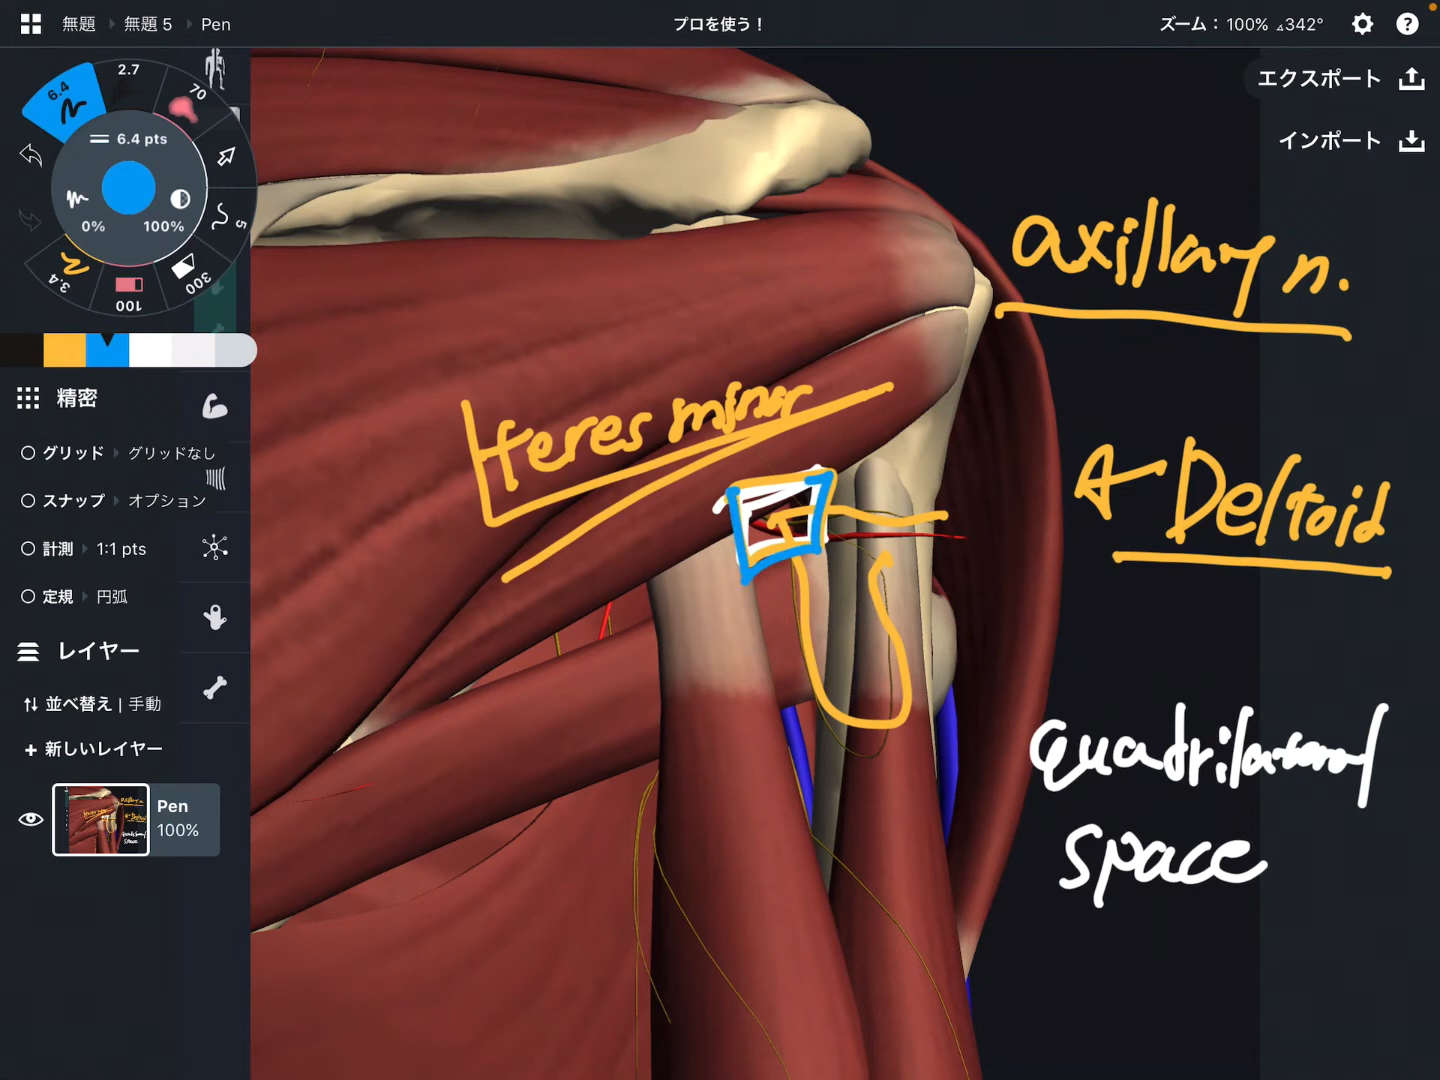 無題 無題 5 Pen
プロを使う！
ズーム： 100% ⦟342°
エクスポート
インポート
6.4
2.7
70
5
300
100
3.4
6.4 pts
0% 100%
精密
グリッド グリッドなし
スナップ オプション
計測 1:1 pts
定規 円弧
レイヤー
並べ替え | 手動
+ 新しいレイヤー
Pen
100%
axillary n.
teres minor
Deltoid
quadrilateral
space